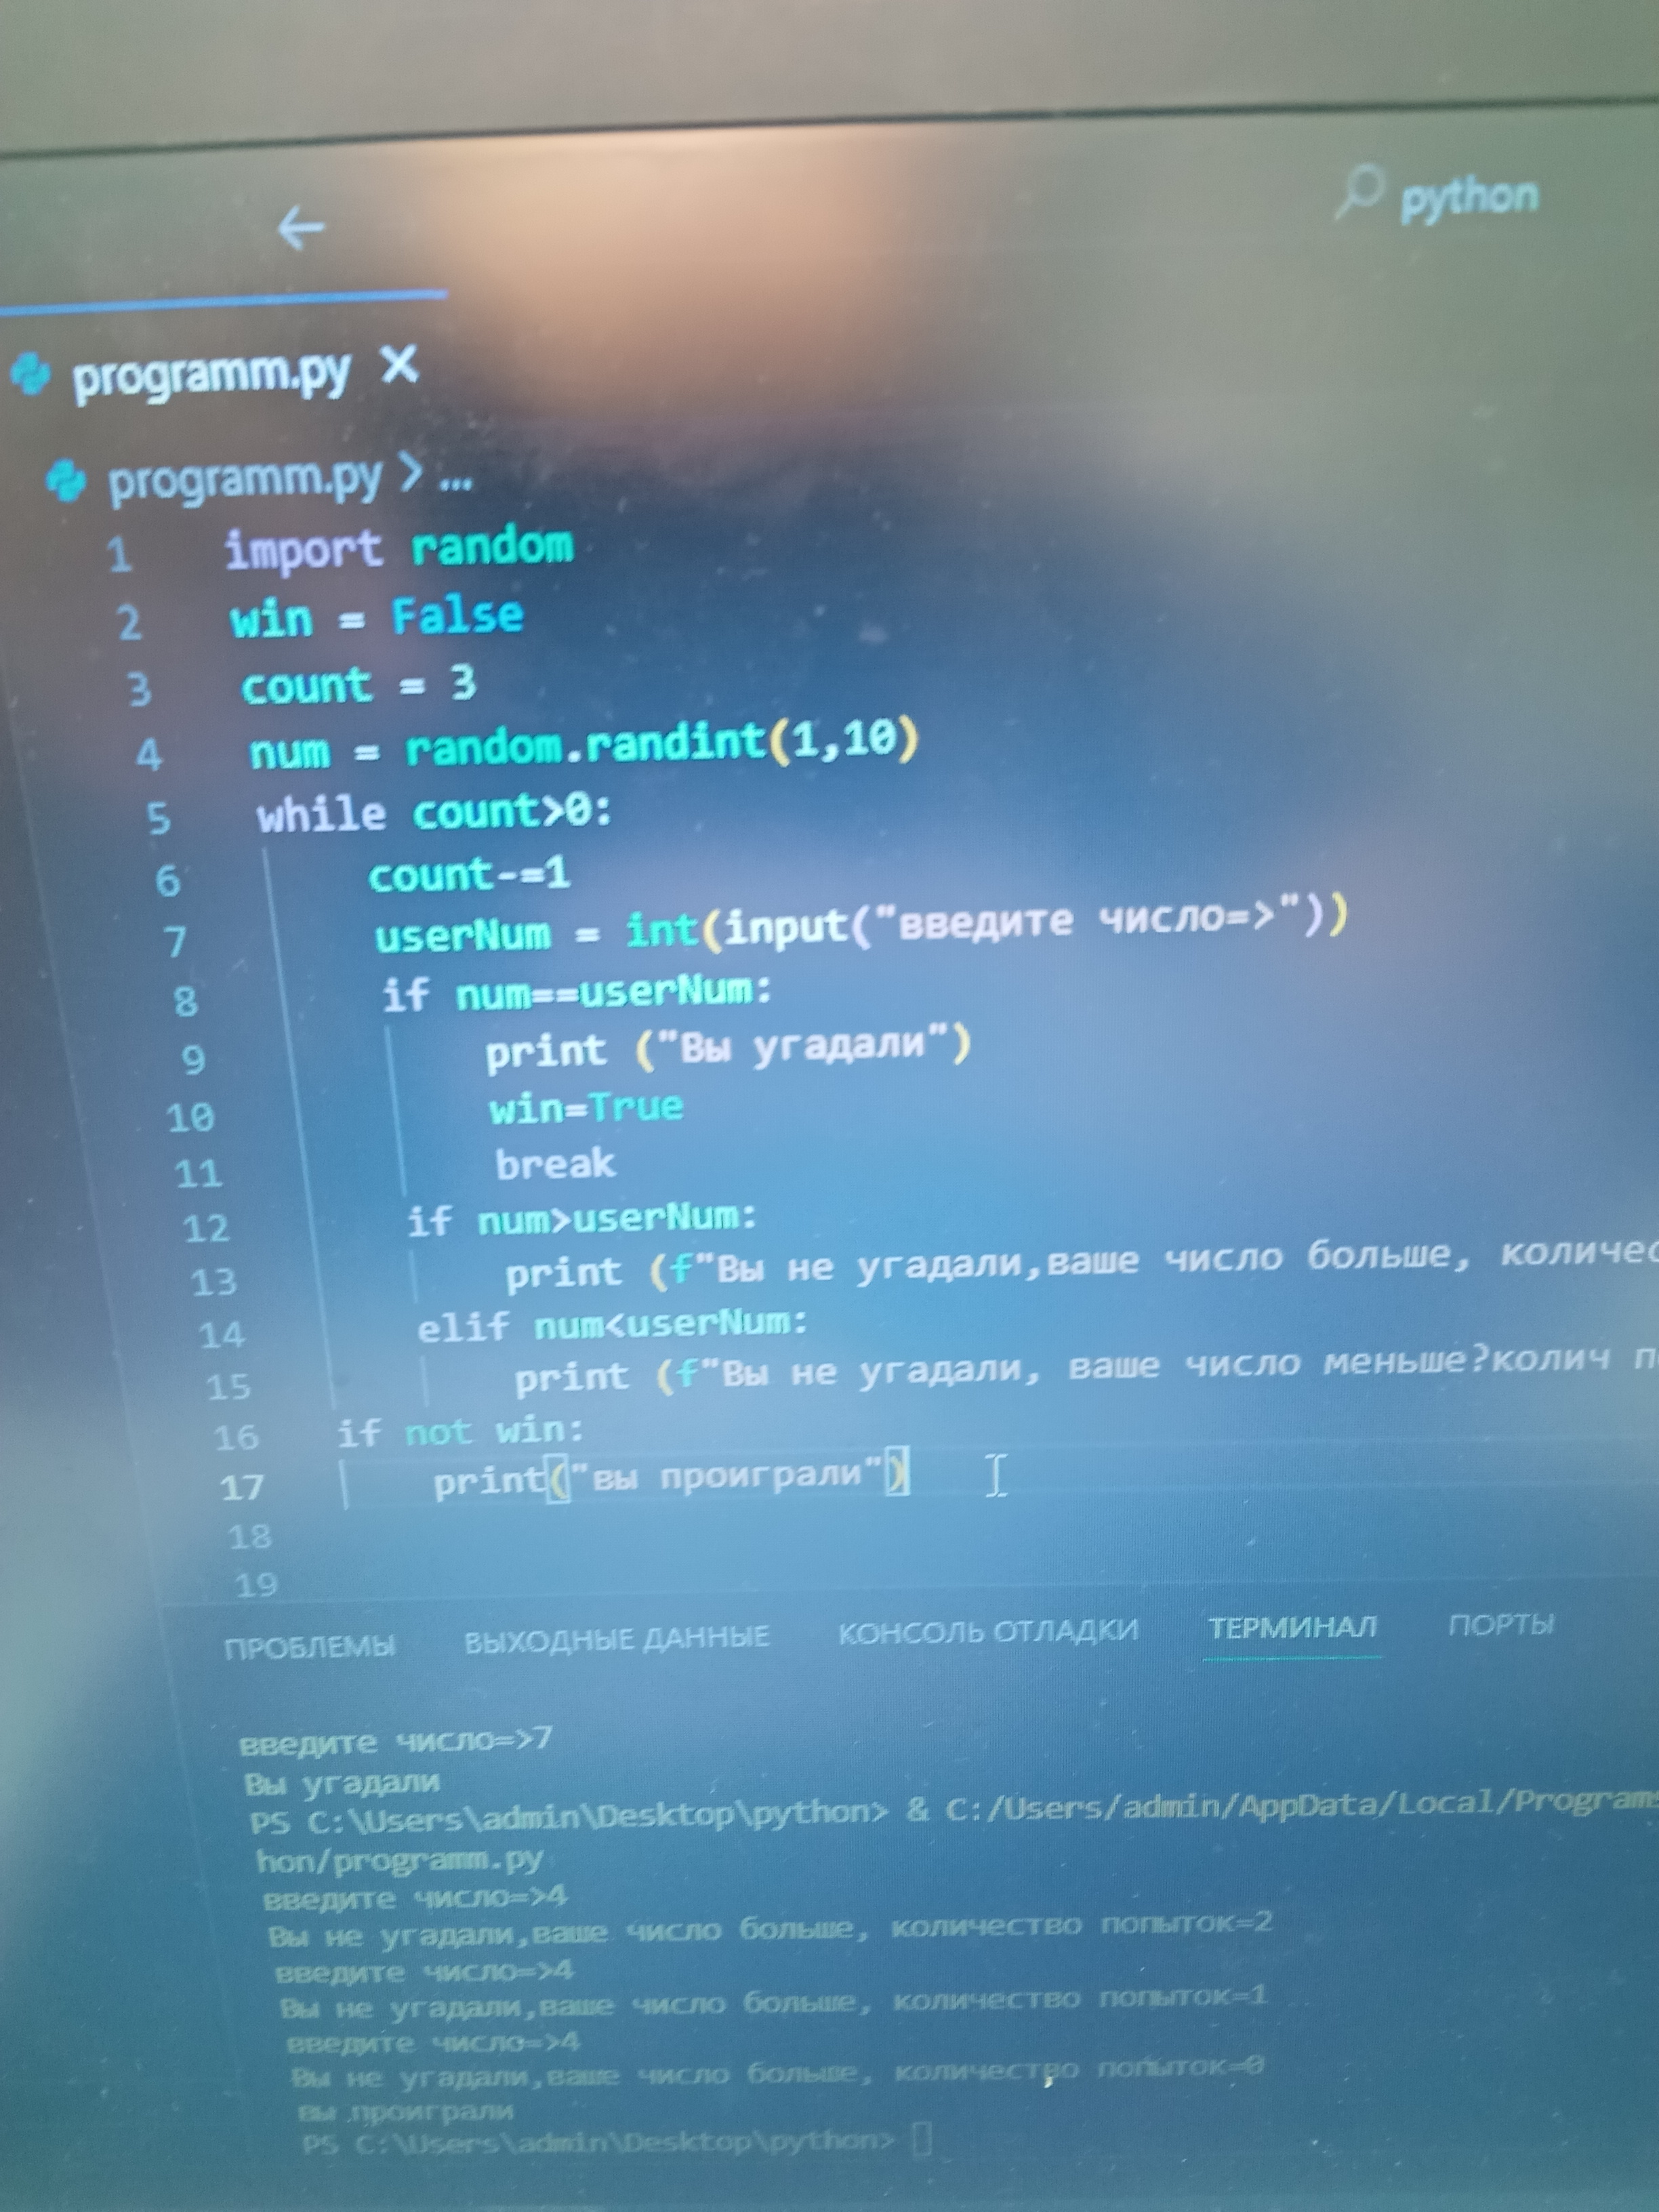 python
programm.py
programm.py > ...
1 import random
2 win = False
3 count = 3
4 num = random.randint(1,10)
5 while count>0:
6 count-=1
7 userNum = int(input("введите число=>"))
8 if num==userNum:
9 print ("Вы угадали")
10 win=True
11 break
12 if num>userNum:
13 print (f"Вы не угадали,ваше число больше, количес
14 elif num<userNum:
15 print (f"Вы не угадали, ваше число меньше?колич п
16 if not win:
17 print("вы проиграли")
18
19
ПРОБЛЕМЫ ВЫХОДНЫЕ ДАННЫЕ КОНСОЛЬ ОТЛАДКИ ТЕРМИНАЛ ПОРТЫ
введите число=>7
Вы угадали
PS C:\Users\admin\Desktop\python> & C:/Users/admin/AppData/Local/Programs
hon/programm.py
введите число=>4
Вы не угадали,ваше число больше, количество попыток=2
введите число=>4
Вы не угадали,ваше число больше, количество попыток=1
введите число=>4
Вы не угадали,ваше число больше, количество попыток=0
вы проиграли
PS C:\Users\admin\Desktop\python>